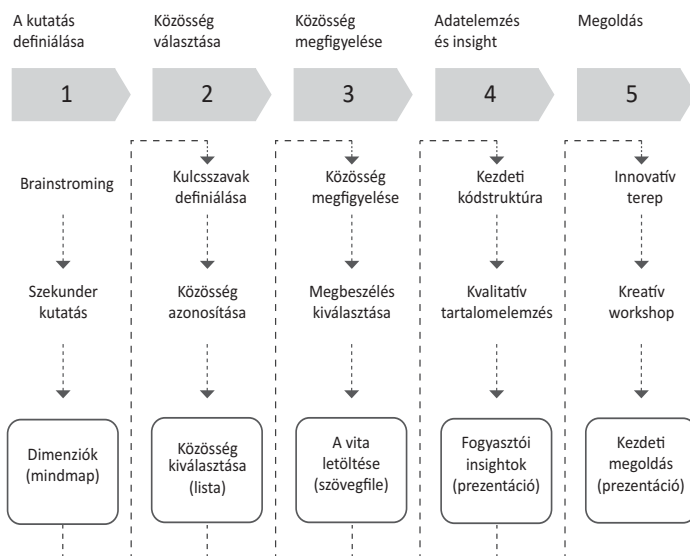 A kutatás
definiálása
Közösség
választása
Közösség
megfigyelése
Adatelemzés
és insight
Megoldás
1
2
3
4
5
Brainstroming
Kulcsszavak
definiálása
Közösség
megfigyelése
Kezdeti
kódstruktúra
Innovatív
terep
Szekunder
kutatás
Közösség
azonosítása
Megbeszélés
kiválasztása
Kvalitatív
tartalomelemzés
Kreatív
workshop
Dimenziók
(mindmap)
Közösség
kiválasztása
(lista)
A vita
letöltése
(szövegfile)
Fogyasztói
insightok
(prezentáció)
Kezdeti
megoldás
(prezentáció)